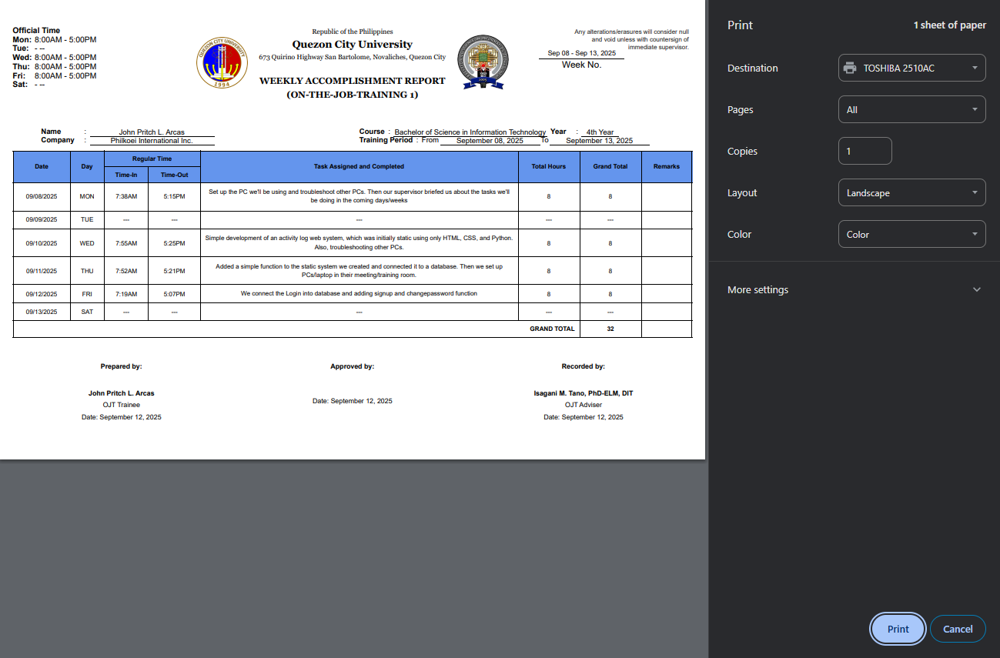 Official Time
Mon: 8:00AM - 5:00PM
Tue: - --
Wed: 8:00AM - 5:00PM
Thu: 8:00AM - 5:00PM
Fri: 8:00AM - 5:00PM
Sat: - --
QUEZON CITY UNIVERSITY
1994
Republic of the Philippines
Quezon City University
673 Quirino Highway San Bartolome, Novaliches, Quezon City
WEEKLY ACCOMPLISHMENT REPORT
(ON-THE-JOB-TRAINING 1)
2005
Any alterations/erasures will consider null
and void unless with countersign of
immediate supervisor.
Sep 08 - Sep 13, 2025
Week No.
Name : John Pritch L. Arcas
Company : Philkoei International Inc.
Course : Bachelor of Science in Information Technology Year : 4th Year
Training Period : From September 08, 2025 To September 13, 2025
Date Day Regular Time Task Assigned and Completed Total Hours Grand Total Remarks
Time-In Time-Out
09/08/2025 MON 7:38AM 5:15PM Set up the PC we'll be using and troubleshoot other PCs. Then our supervisor briefed us about the tasks we'll 8 8
be doing in the coming days/weeks
09/09/2025 TUE --- --- --- --- ---
09/10/2025 WED 7:55AM 5:25PM Simple development of an activity log web system, which was initially static using only HTML, CSS, and Python. 8 8
Also, troubleshooting other PCs.
09/11/2025 THU 7:52AM 5:21PM Added a simple function to the static system we created and connected it to a database. Then we set up 8 8
PCs/laptop in their meeting/training room.
09/12/2025 FRI 7:19AM 5:07PM We connect the Login into database and adding signup and changepassword function 8 8
09/13/2025 SAT --- --- --- --- ---
GRAND TOTAL 32
Prepared by:
John Pritch L. Arcas
OJT Trainee
Date: September 12, 2025
Approved by:
Date: September 12, 2025
Recorded by:
Isagani M. Tano, PhD-ELM, DIT
OJT Adviser
Date: September 12, 2025
Print 1 sheet of paper
Destination TOSHIBA 2510AC
Pages All
Copies 1
Layout Landscape
Color Color
More settings
Print Cancel